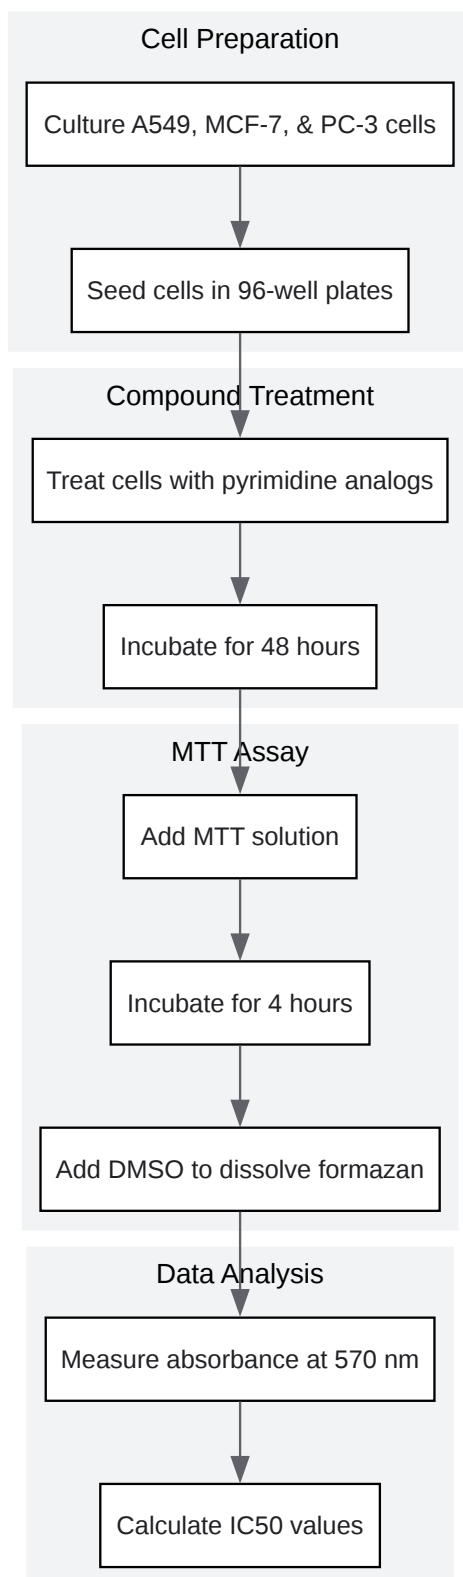 Cell Preparation
Culture A549, MCF-7, & PC-3 cells
Seed cells in 96-well plates
Compound Treatment
Treat cells with pyrimidine analogs
Incubate for 48 hours
MTT Assay
Add MTT solution
Incubate for 4 hours
Add DMSO to dissolve formazan
Data Analysis
Measure absorbance at 570 nm
Calculate IC50 values